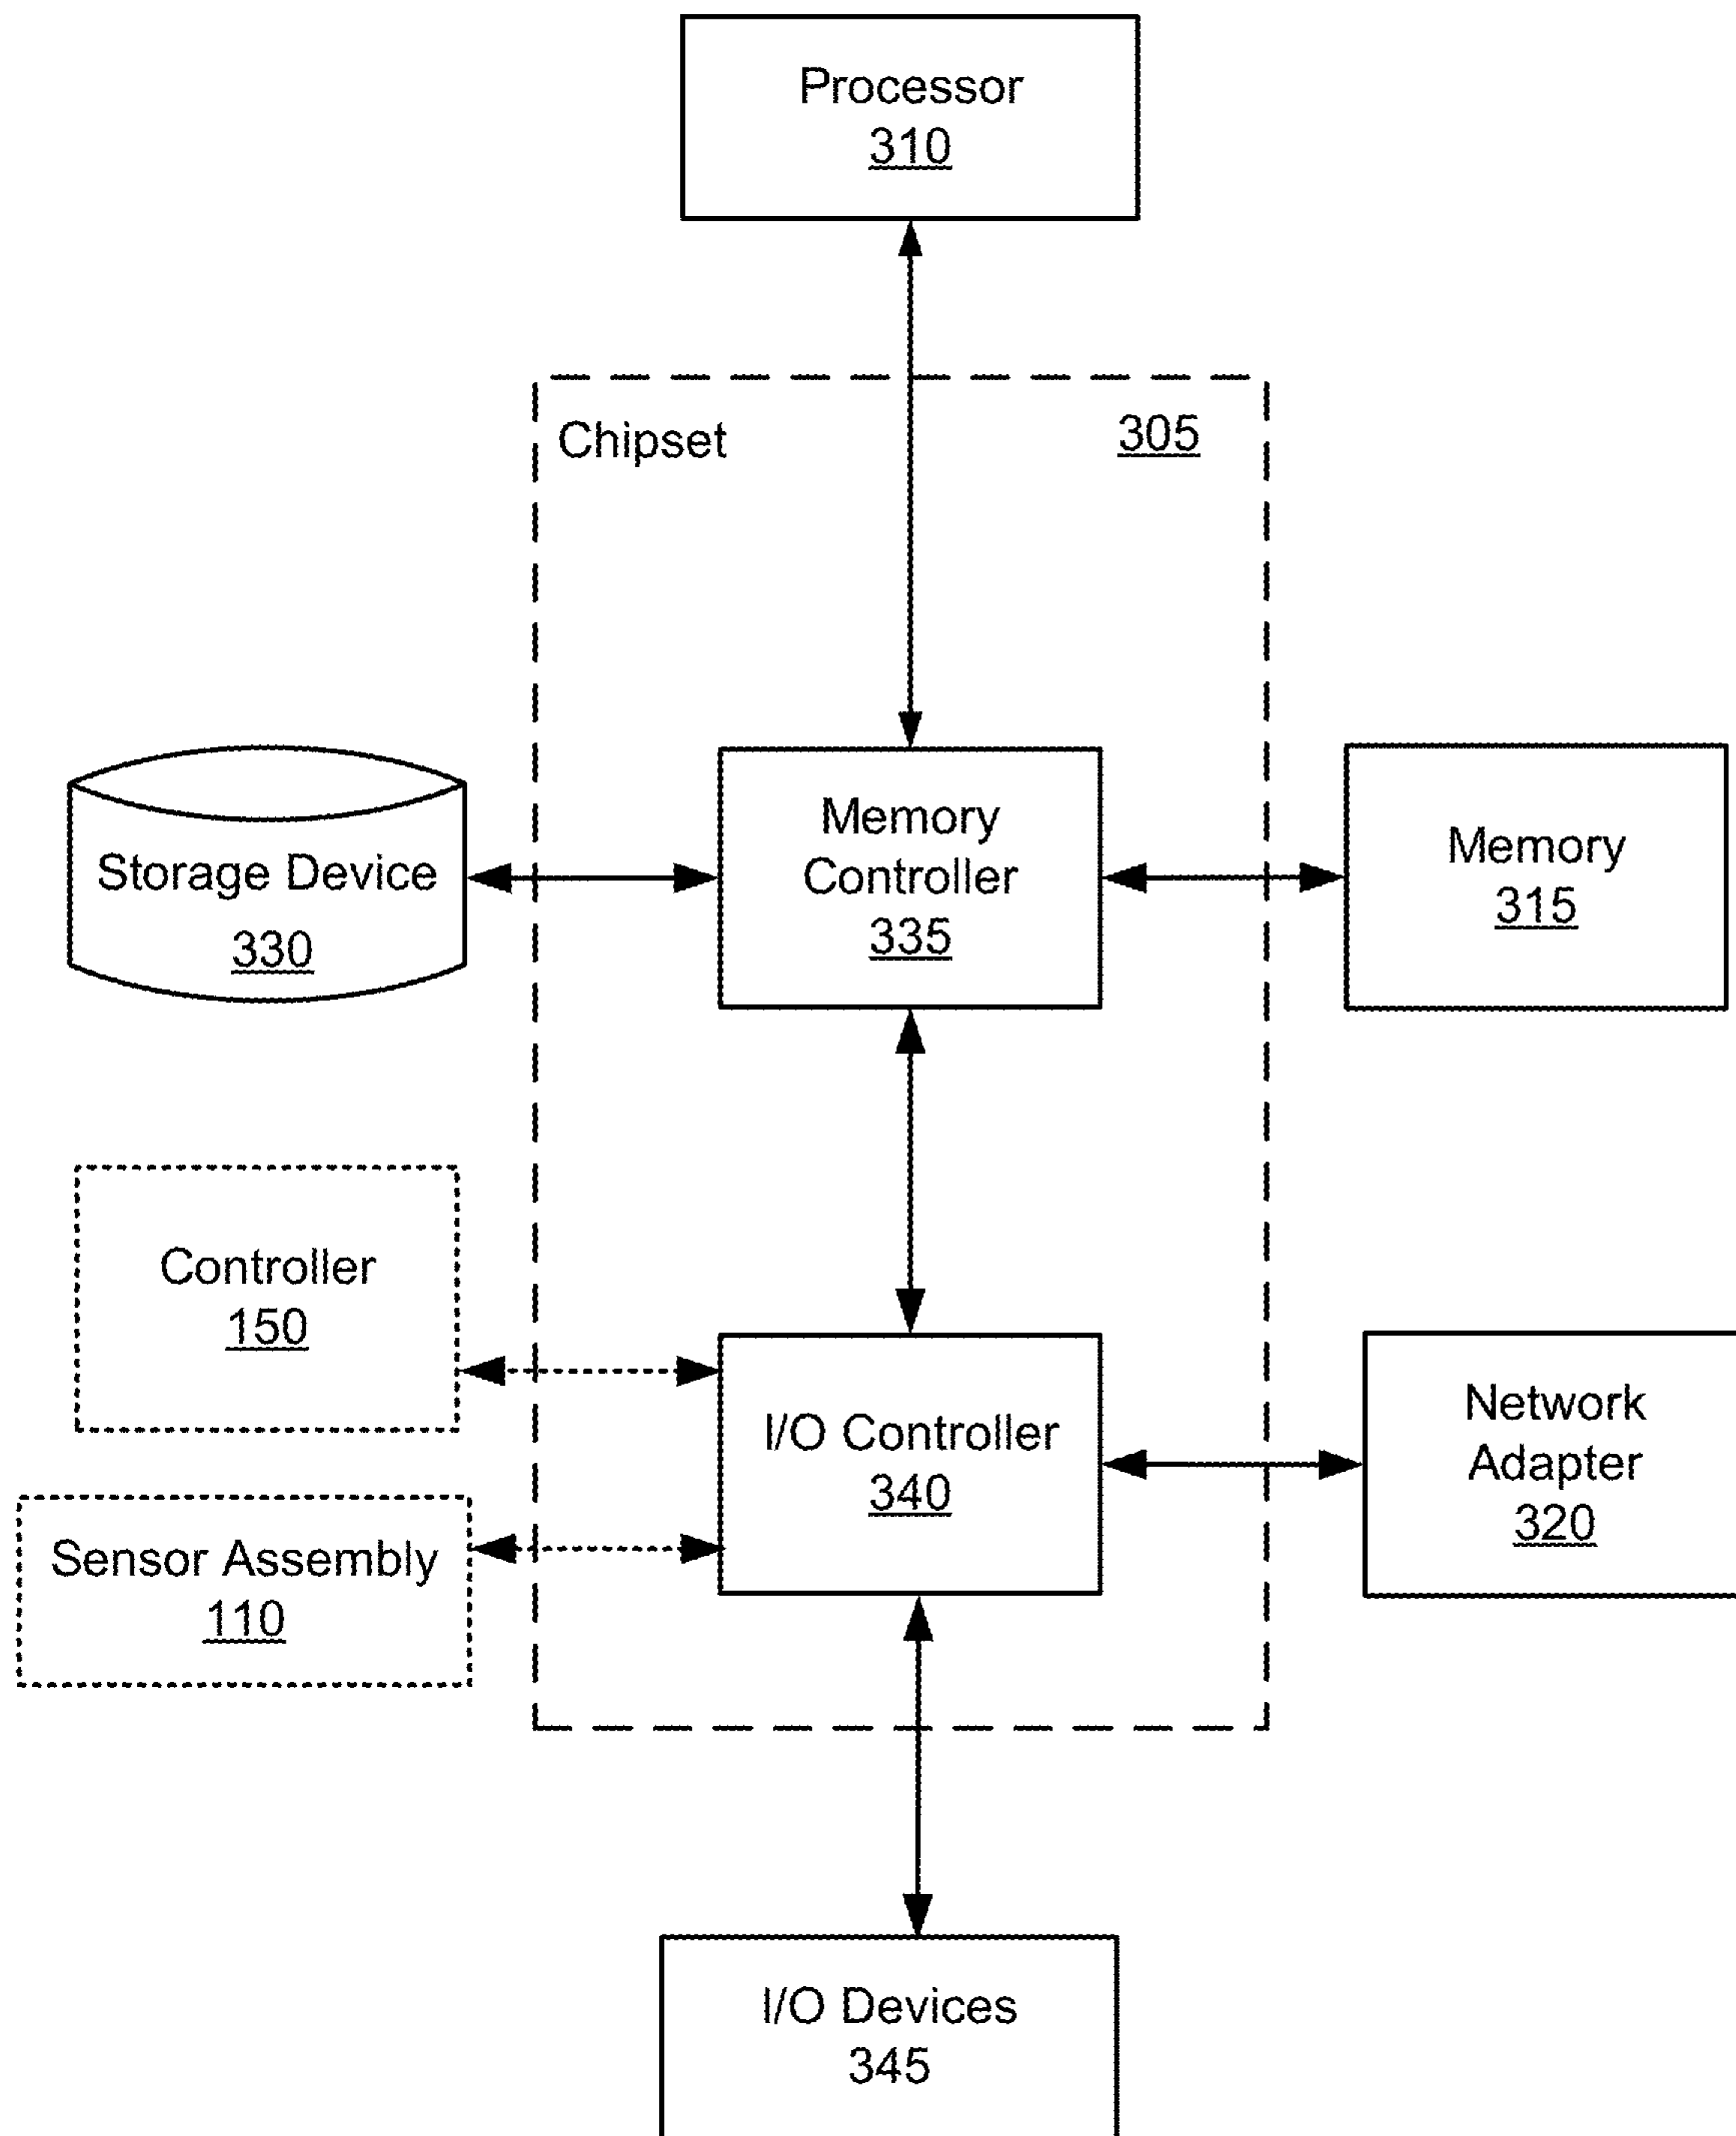 Processor
310
Chipset
305
Storage Device
330
Memory
Controller
335
Memory
315
Controller
150
I/O Controller
340
Network
Adapter
320
Sensor Assembly
110
I/O Devices
345